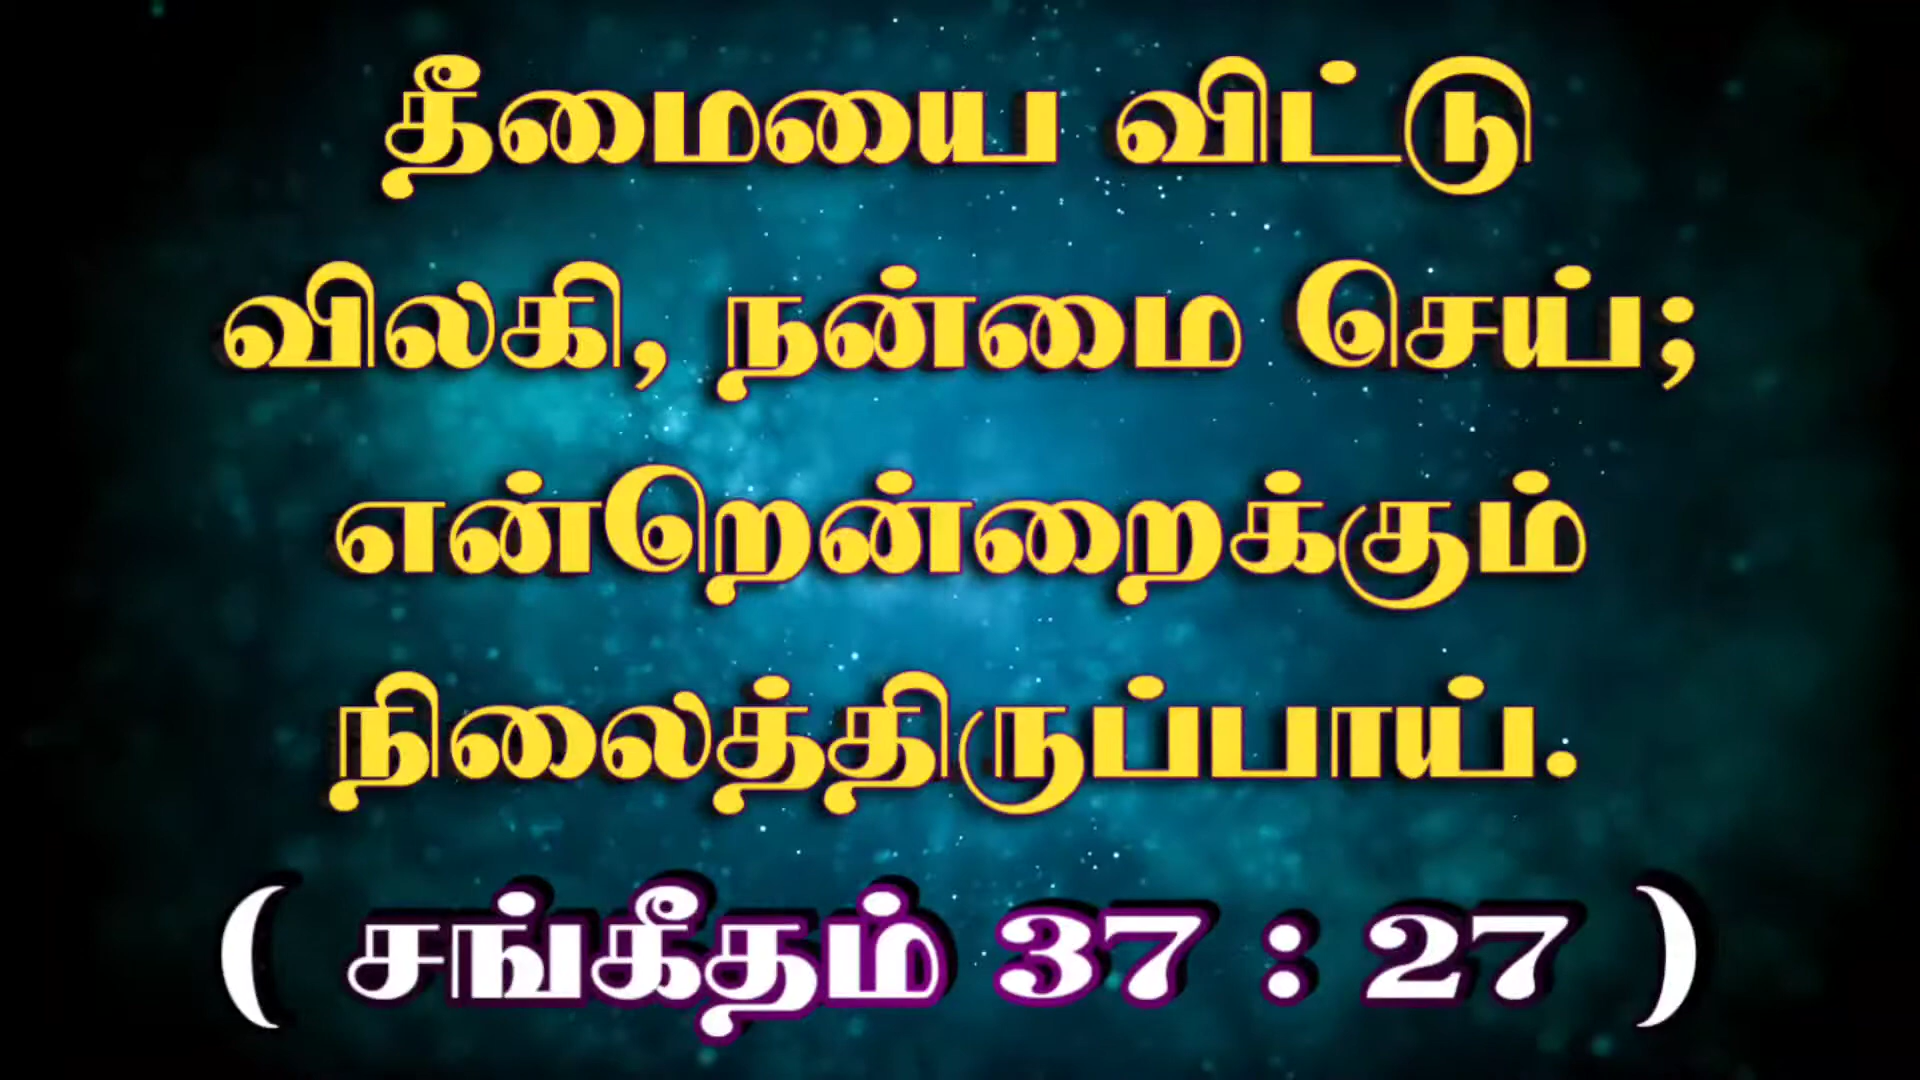 தீமையை விட்டு
விலகி, நன்மை செய்;
என்றென்றைக்கும்
நிலைத்திருப்பாய்.
( சங்கீதம் 37 : 27 )